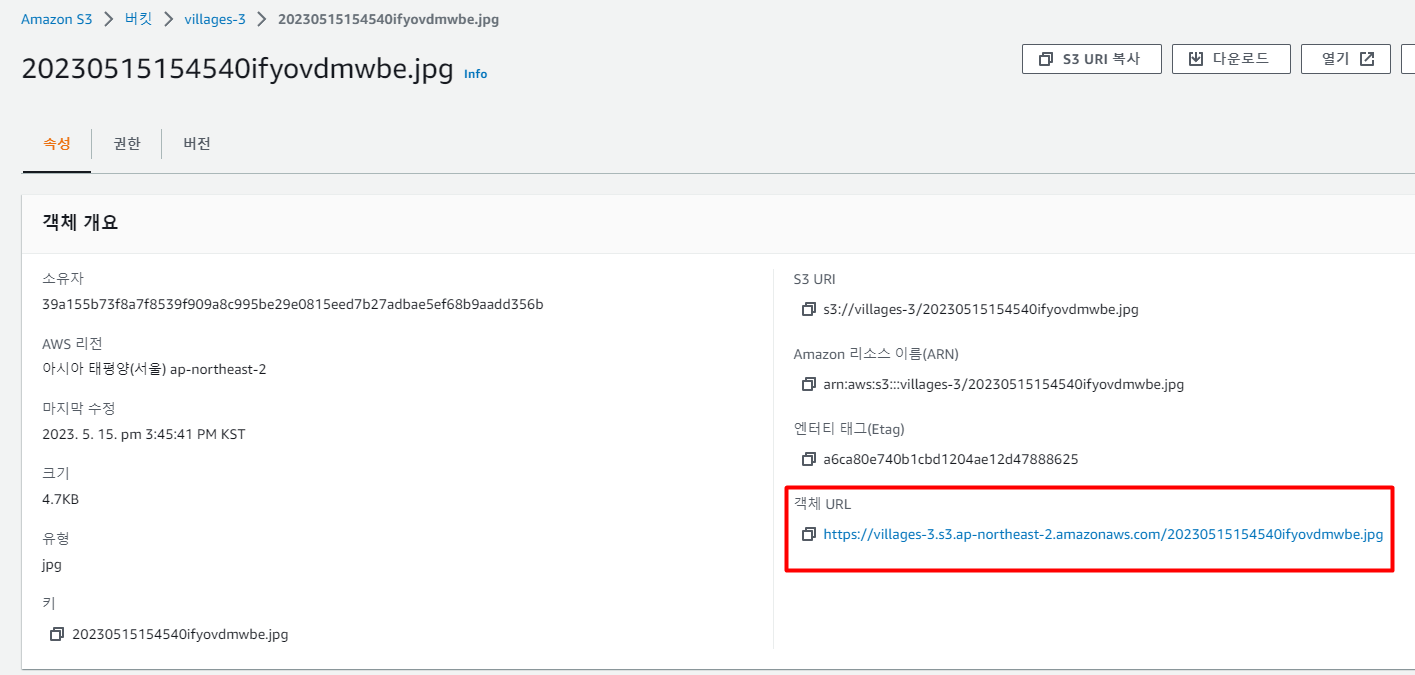 Amazon S3 > 버킷 > villages-3 > 20230515154540ifyovdmwbe.jpg
20230515154540ifyovdmwbe.jpg Info
S3 URI 복사 다운로드 열기
속성 권한 버전
객체 개요
소유자
39a155b73f8a7f8539f909a8c995be29e0815eed7b27adbae5ef68b9aadd356b
AWS 리전
아시아 태평양(서울) ap-northeast-2
마지막 수정
2023. 5. 15. pm 3:45:41 PM KST
크기
4.7KB
유형
jpg
키
20230515154540ifyovdmwbe.jpg
S3 URI
s3://villages-3/20230515154540ifyovdmwbe.jpg
Amazon 리소스 이름(ARN)
arn:aws:s3:::villages-3/20230515154540ifyovdmwbe.jpg
엔터티 태그(Etag)
a6ca80e740b1cbd1204ae12d47888625
객체 URL
https://villages-3.s3.ap-northeast-2.amazonaws.com/20230515154540ifyovdmwbe.jpg